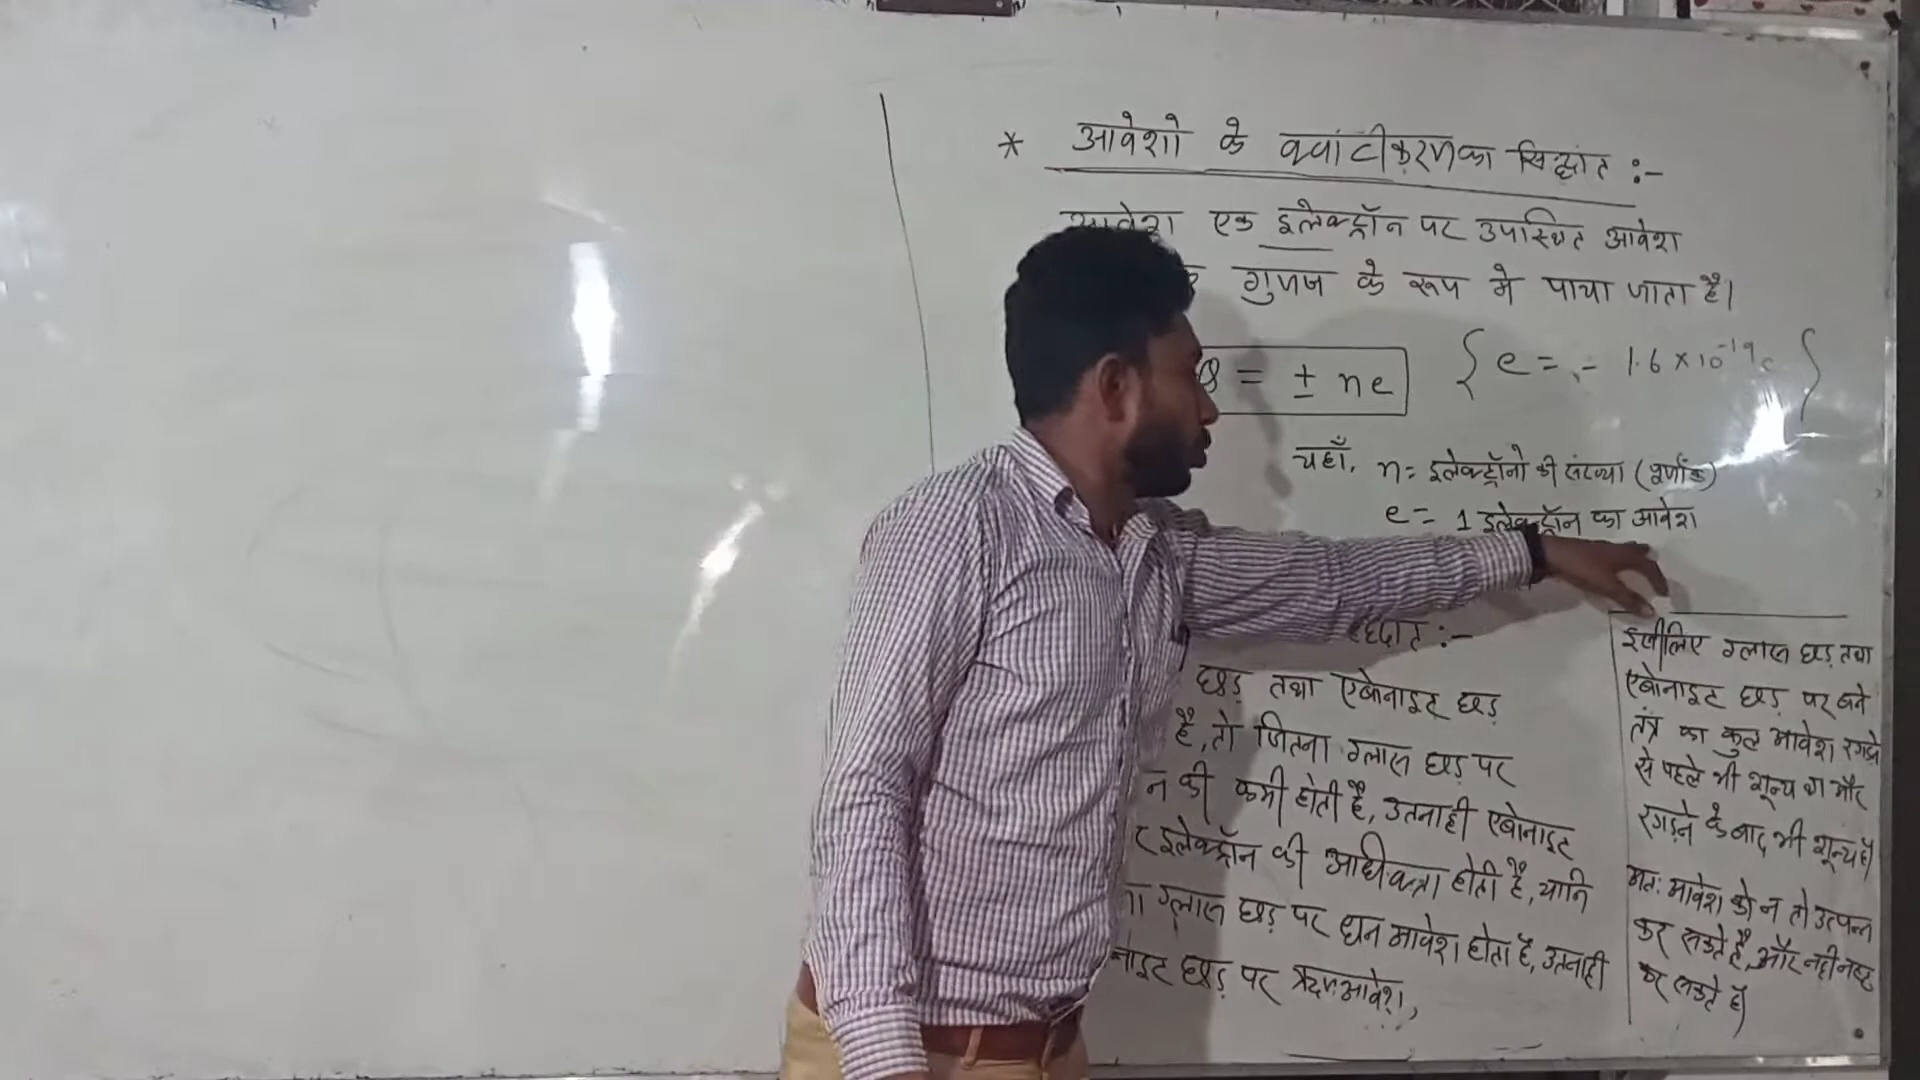 * आवेशो के क्वांटीकरण का सिद्धांत :-
आवेश एक इलेक्ट्रॉन पर उपस्थित आवेश
गुणज के रूप में पाया जाता है।
Q = ± ne { e = - 1.6 × 10⁻¹⁹ c }
यहाँ, n = इलेक्ट्रॉनो की संख्या (पूर्णांक)
e = 1 इलेक्ट्रॉन का आवेश
:-
छड़ तथा एबोनाइट छड़
है, तो जितना ग्लास छड़ पर
न की कमी होती है, उतनाही एबोनाइट
इलेक्ट्रॉन की आधिक्ता होती है, यानि
ग्लास छड़ पर धन आवेश होता है, उतनाही
नाइट छड़ पर ऋण आवेश,
इसीलिए ग्लास छड़ तथा
एबोनाइट छड़ पर बने
तंत्र का कुल आवेश रगड़ने
से पहले भी शून्य था और
रगड़ने के बाद भी शून्य है।
अतः आवेश को न तो उत्पन्न
कर सकते है, और नहीं नष्ट
कर सकते है।